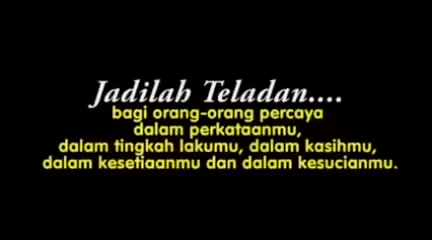 Jadilah Teladan....
bagi orang-orang percaya
dalam perkataanmu,
dalam tingkah lakumu, dalam kasihmu,
dalam kesetiaanmu dan dalam kesucianmu.